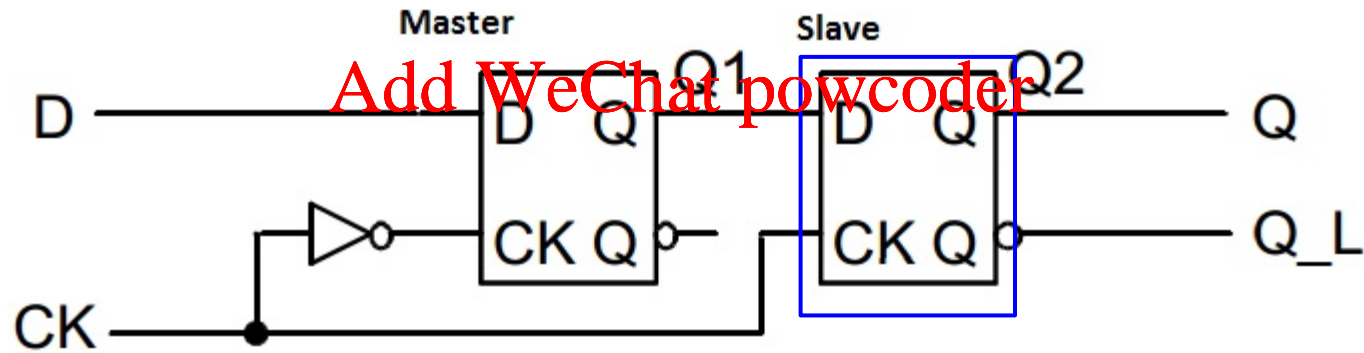 Master
Slave
Q1
Q2
Add WeChat powcoder
D
D Q
D Q
Q
CK Q
CK Q
Q_L
CK